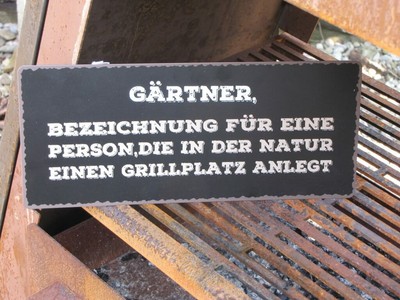 GÄRTNER,
BEZEICHNUNG FÜR EINE
PERSON,DIE IN DER NATUR
EINEN GRILLPLATZ ANLEGT